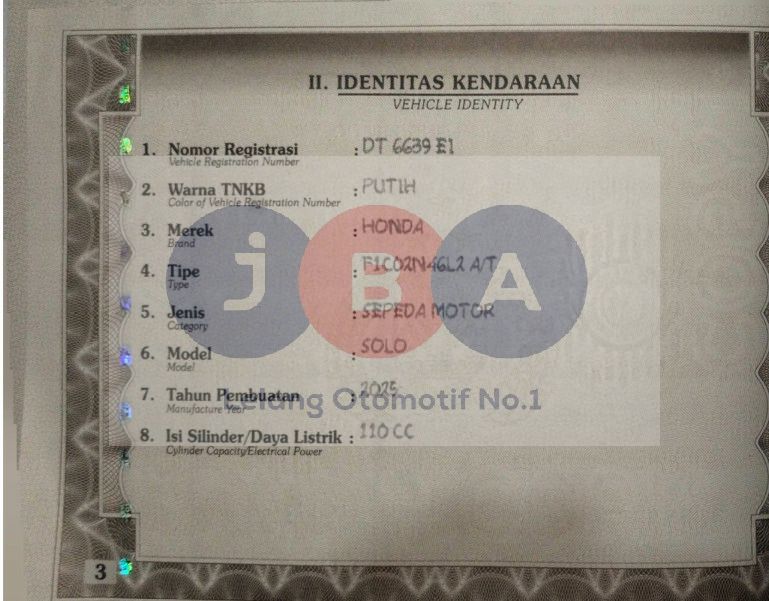 II. IDENTITAS KENDARAAN
VEHICLE IDENTITY
1. Nomor Registrasi : DT 6639 EI
Vehicle Registration Number
2. Warna TNKB : PUTIH
Color of Vehicle Registration Number
3. Merek : HONDA
Brand
4. Tipe : F1C02N46L2 A/T
Type
5. Jenis : SEPEDA MOTOR
Category
6. Model : SOLO
Model
7. Tahun Pembuatan : 2025
Manufacture Year
8. Isi Silinder/Daya Listrik : 110 CC
Cylinder Capacity/Electrical Power
jBA
Lelang Otomotif No.1
3